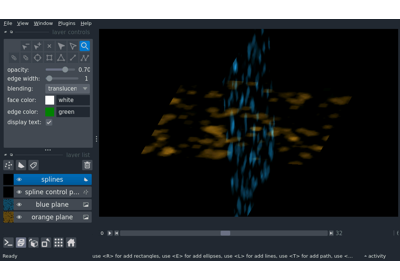 File View Window Plugins Help
layer controls
opacity: 0.70
edge width: 1
blending: translucen
face color: white
edge color: green
display text:
layer list
splines
spline control p...
blue plane
orange plane
0 32
Ready use <R> for add rectangles, use <E> for add ellipses, use <L> for add lines, use <T> for add path, use <... activity